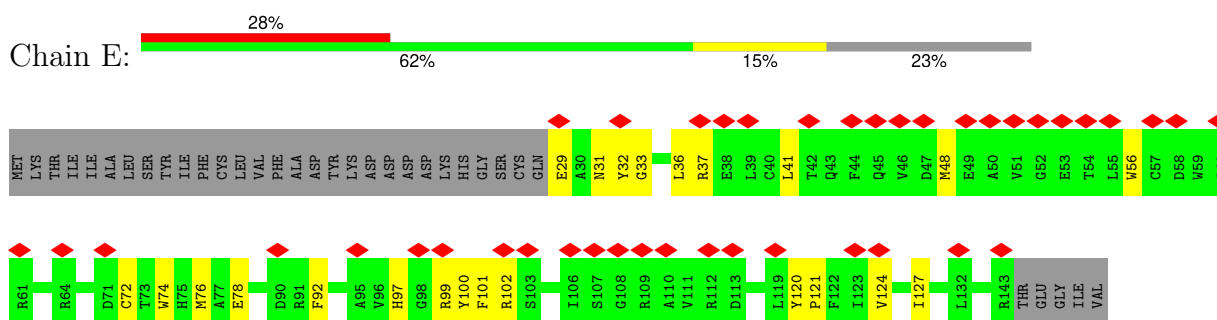 28%
Chain E:
62% 15% 23%
MET LYS THR ILE ILE ALA LEU SER TYR ILE PHE CYS LEU VAL PHE ALA ASP TYR LYS ASP ASP ASP ASP LYS HIS GLY SER CYS GLN E29 A30 N31 Y32 G33 L36 R37 E38 L39 C40 L41 T42 Q43 F44 Q45 V46 D47 M48 E49 A50 V51 G52 E53 T54 L55 W56 C57 D58 W59
R61 R64 D71 C72 T73 W74 H75 M76 A77 E78 D90 R91 F92 A95 V96 H97 G98 R99 Y100 F101 R102 S103 I106 S107 G108 R109 A110 V111 R112 D113 L119 Y120 P121 F122 I123 V124 I127 L132 R143 THR GLU GLY ILE VAL